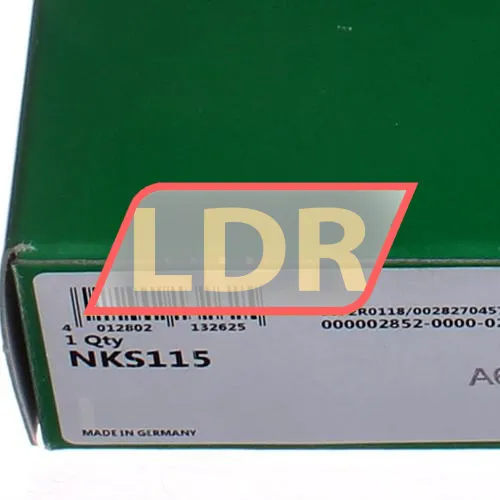 LDR
4 012802 132625
000002852-0000-0
1 Qty
NKS115
A
MADE IN GERMANY